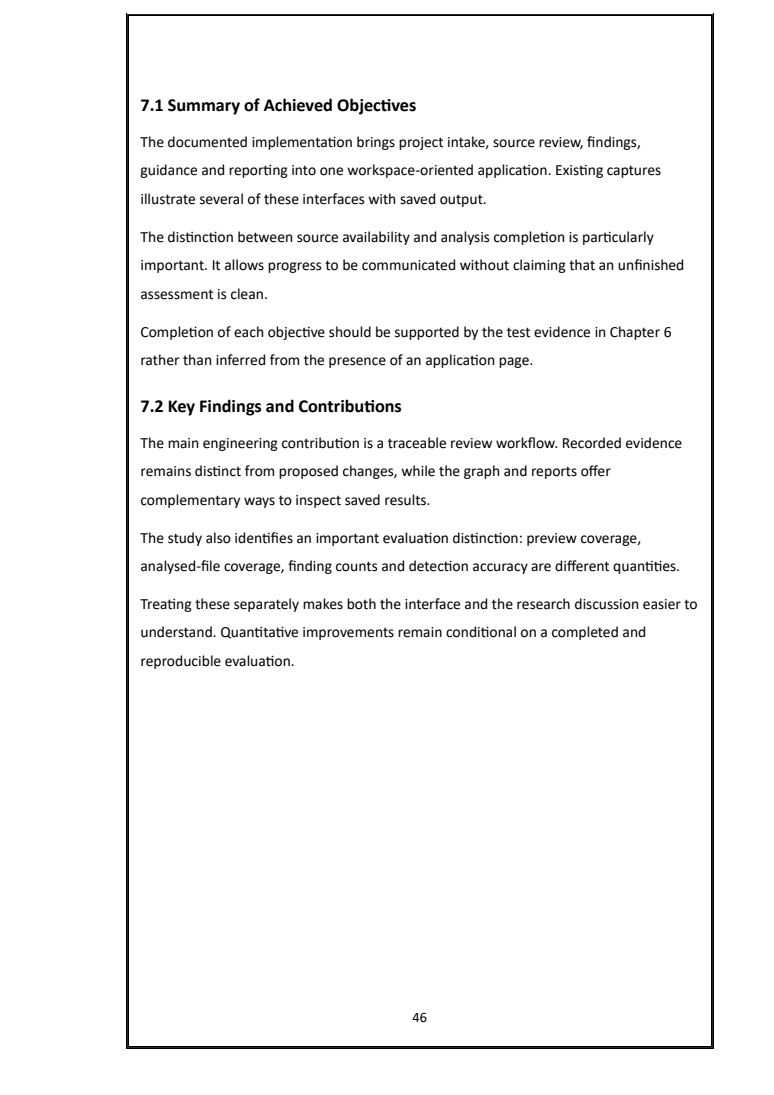 7.1 Summary of Achieved Objectives
The documented implementation brings project intake, source review, findings,
guidance and reporting into one workspace-oriented application. Existing captures
illustrate several of these interfaces with saved output.
The distinction between source availability and analysis completion is particularly
important. It allows progress to be communicated without claiming that an unfinished
assessment is clean.
Completion of each objective should be supported by the test evidence in Chapter 6
rather than inferred from the presence of an application page.
7.2 Key Findings and Contributions
The main engineering contribution is a traceable review workflow. Recorded evidence
remains distinct from proposed changes, while the graph and reports offer
complementary ways to inspect saved results.
The study also identifies an important evaluation distinction: preview coverage,
analysed-file coverage, finding counts and detection accuracy are different quantities.
Treating these separately makes both the interface and the research discussion easier to
understand. Quantitative improvements remain conditional on a completed and
reproducible evaluation.
46